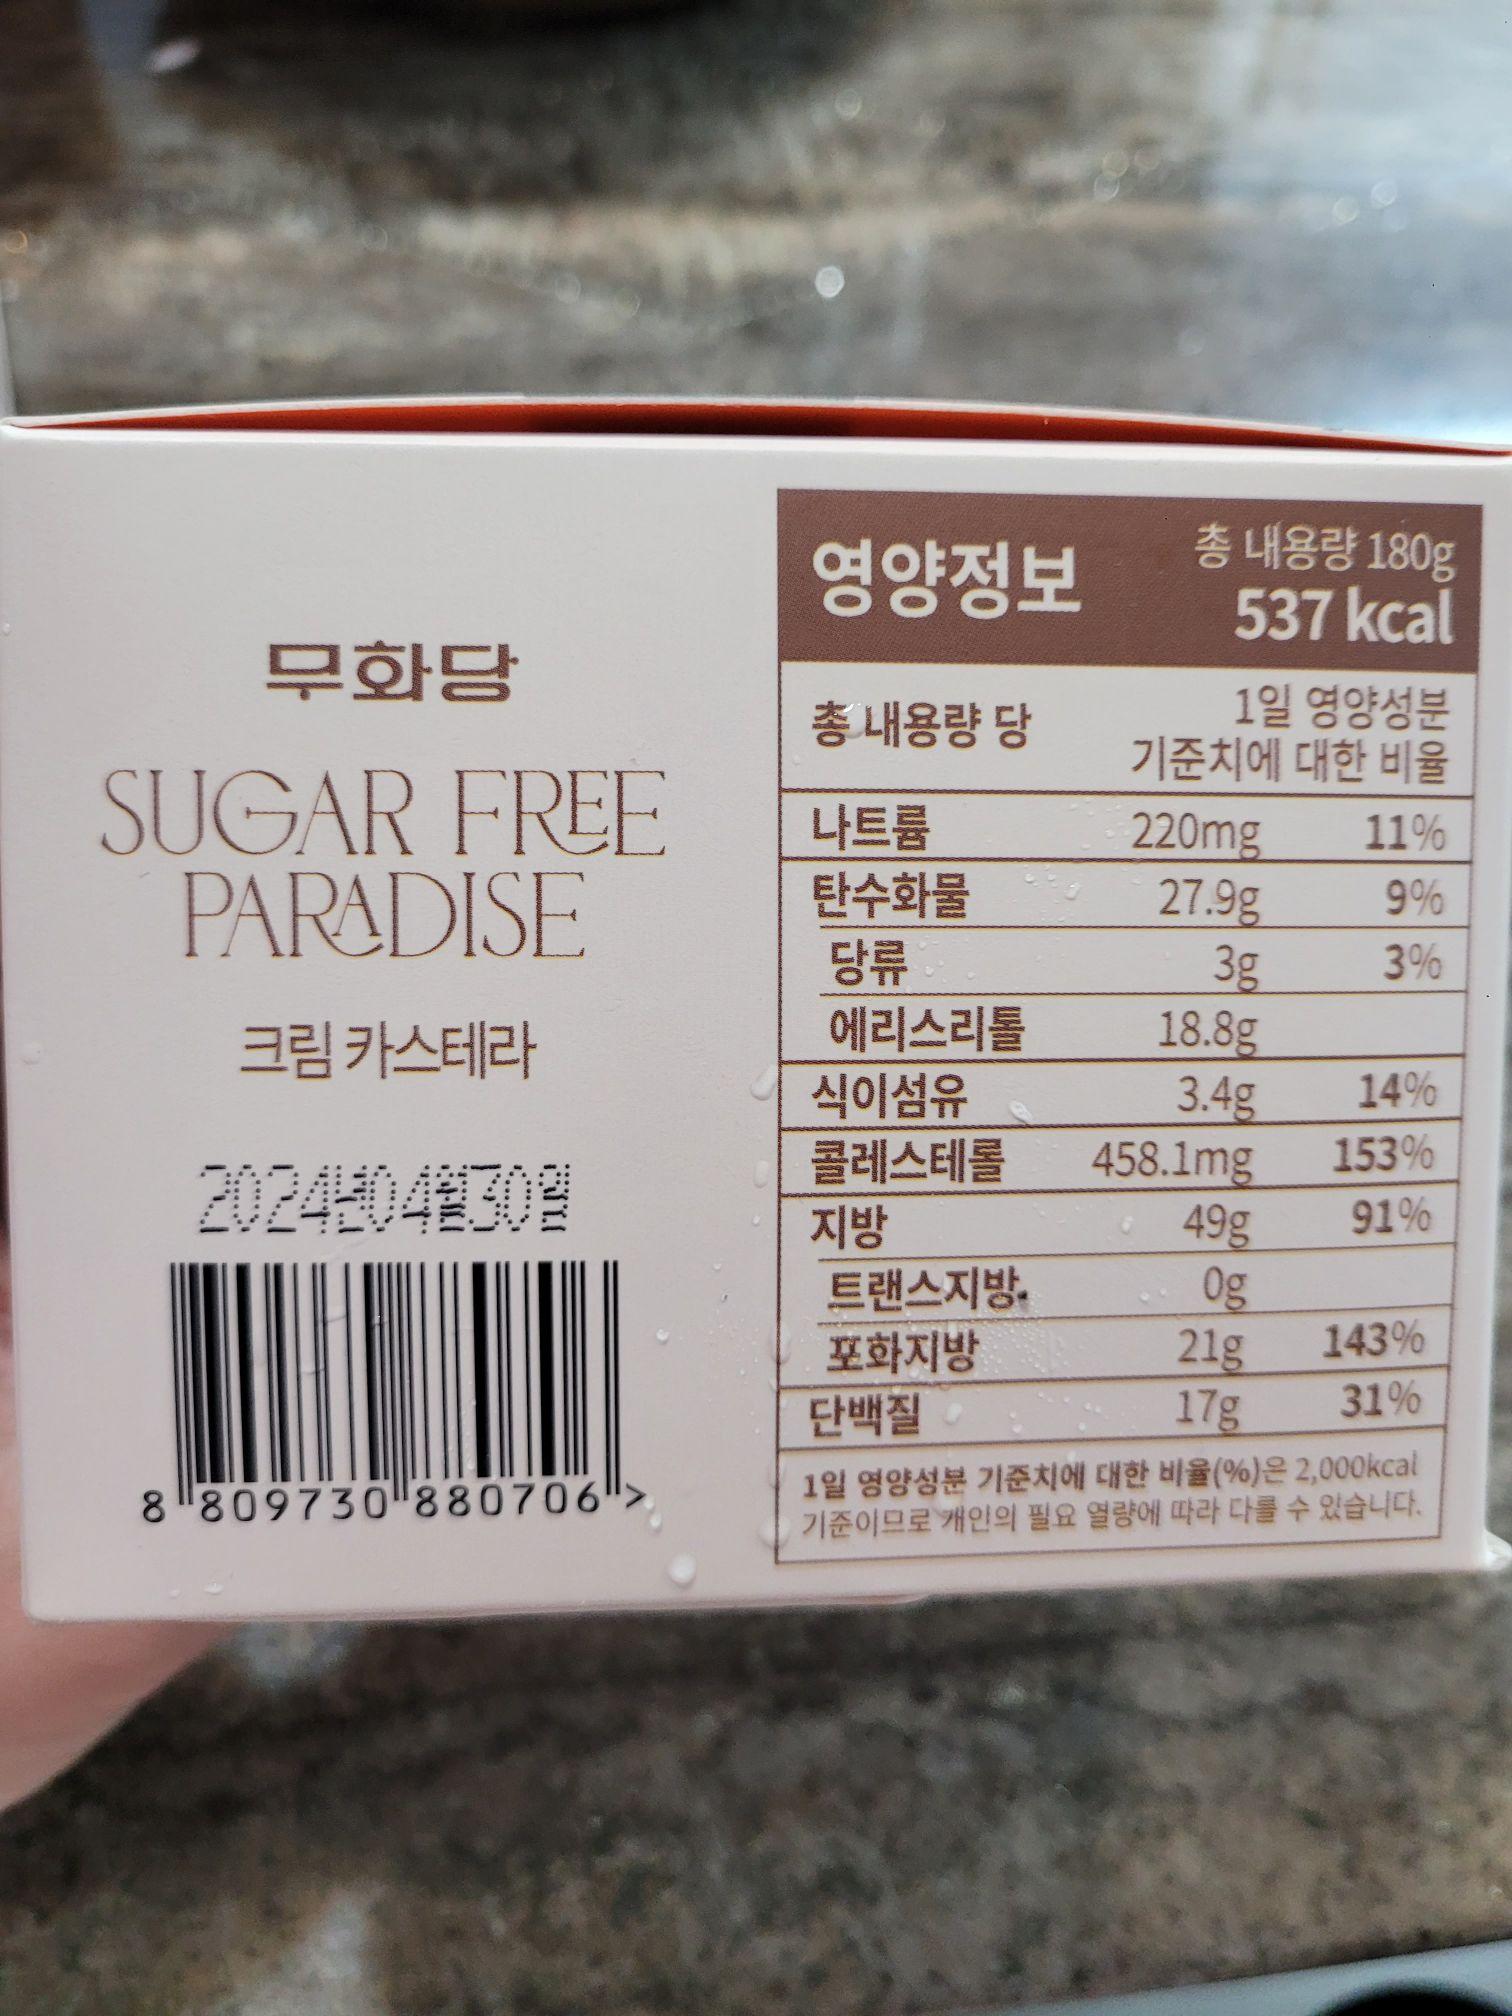 무화당
SUGAR FREE
PARADISE
크림 카스테라
2024년04월30일
8 809730 880706 >
영양정보
총 내용량 180g
537 kcal
총 내용량 당
1일 영양성분
기준치에 대한 비율
나트륨 220mg 11%
탄수화물 27.9g 9%
당류 3g 3%
에리스리톨 18.8g
식이섬유 3.4g 14%
콜레스테롤 458.1mg 153%
지방 49g 91%
트랜스지방 0g
포화지방 21g 143%
단백질 17g 31%
1일 영양성분 기준치에 대한 비율(%)은 2,000kcal
기준이므로 개인의 필요 열량에 따라 다를 수 있습니다.